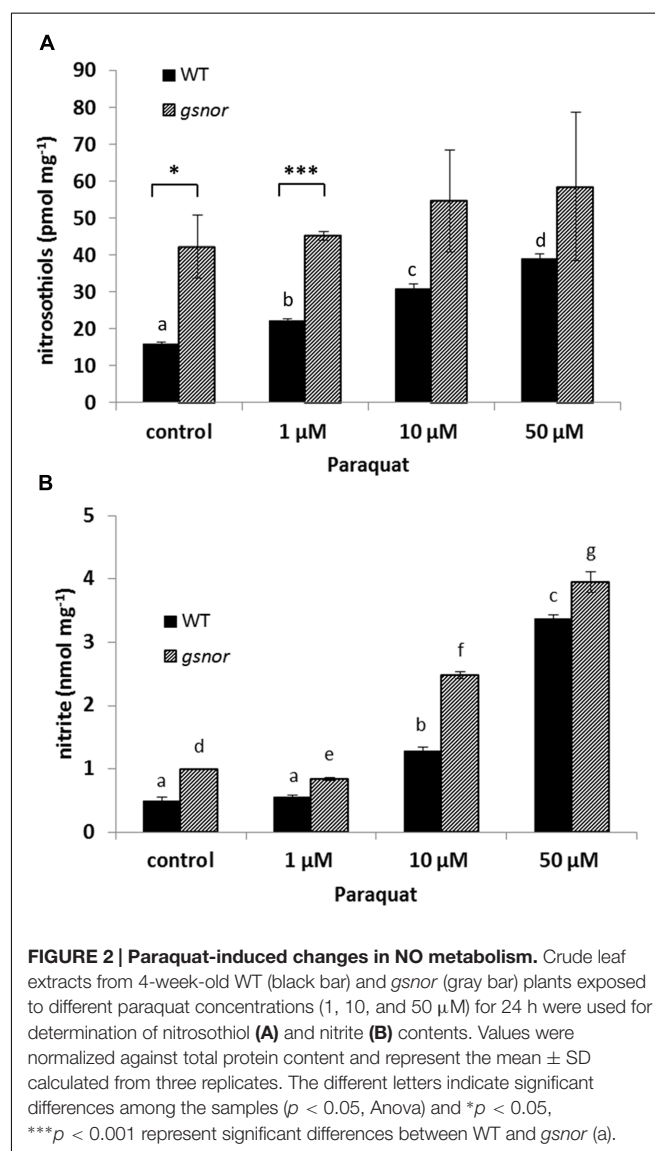 A
WT
gsnor
90
80
70
60
50
40
30
20
10
0
nitrosothiols (pmol mg-1)
* ***
a b c d
control 1 µM 10 µM 50 µM
Paraquat
B
WT
gsnor
5
4
3
2
1
0
nitrite (nmol mg-1)
a d a e b f c g
control 1 µM 10 µM 50 µM
Paraquat
FIGURE 2 | Paraquat-induced changes in NO metabolism. Crude leaf
extracts from 4-week-old WT (black bar) and gsnor (gray bar) plants exposed
to different paraquat concentrations (1, 10, and 50 µM) for 24 h were used for
determination of nitrosothiol (A) and nitrite (B) contents. Values were
normalized against total protein content and represent the mean ± SD
calculated from three replicates. The different letters indicate significant
differences among the samples (p < 0.05, Anova) and *p < 0.05,
***p < 0.001 represent significant differences between WT and gsnor (a).